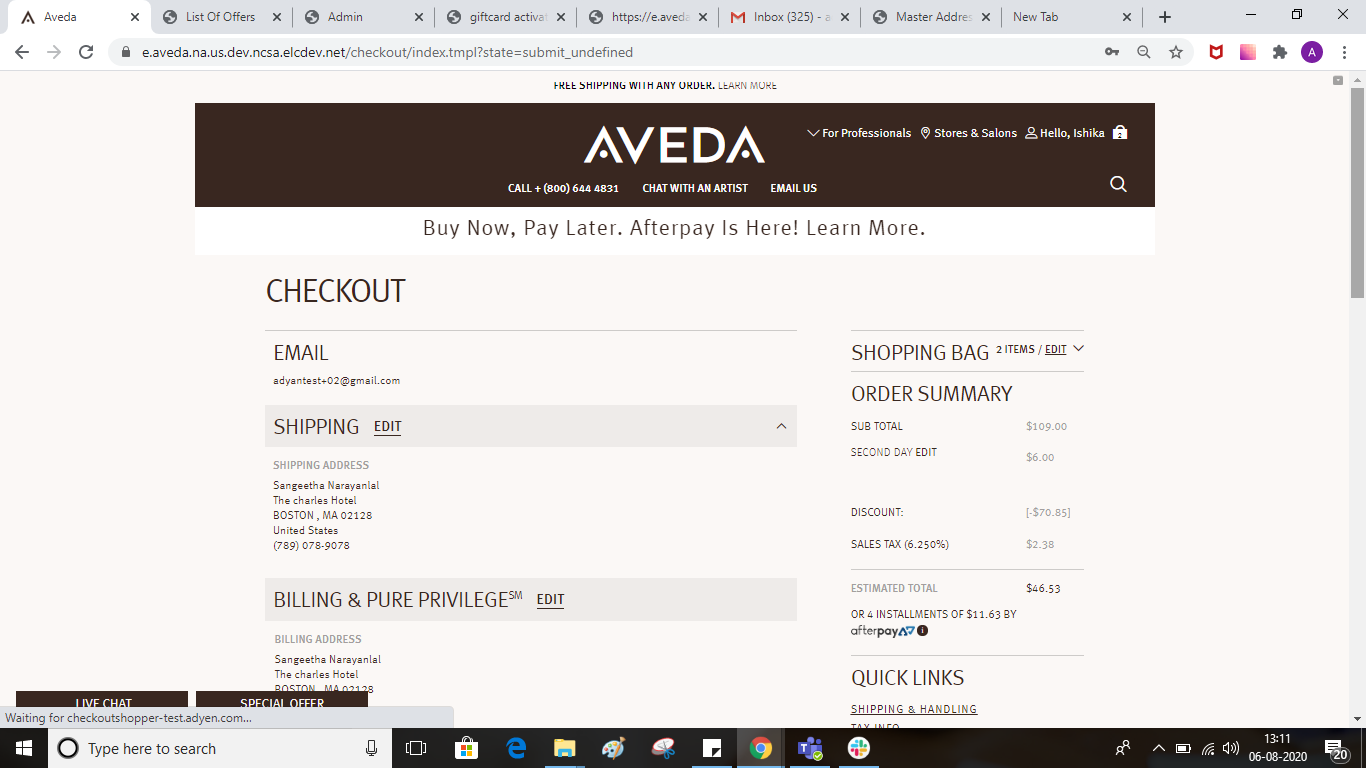 Aveda
List Of Offers
Admin
giftcard activat
https://e.aveda
Inbox (325) - a
Master Addres
New Tab
e.aveda.na.us.dev.ncsa.elcdev.net/checkout/index.tmpl?state=submit_undefined
A
FREE SHIPPING WITH ANY ORDER. LEARN MORE
AVEDA
For Professionals
Stores & Salons
Hello, Ishika
2
CALL + (800) 644 4831
CHAT WITH AN ARTIST
EMAIL US
Buy Now, Pay Later. Afterpay Is Here! Learn More.
CHECKOUT
EMAIL
adyantest+02@gmail.com
SHIPPING EDIT
SHIPPING ADDRESS
Sangeetha Narayanlal
The charles Hotel
BOSTON , MA 02128
United States
(789) 078-9078
BILLING & PURE PRIVILEGE℠ EDIT
BILLING ADDRESS
Sangeetha Narayanlal
The charles Hotel
BOSTON , MA 02128
SHOPPING BAG 2 ITEMS / EDIT
ORDER SUMMARY
SUB TOTAL $109.00
SECOND DAY EDIT $6.00
DISCOUNT: [-$70.85]
SALES TAX (6.250%) $2.38
ESTIMATED TOTAL $46.53
OR 4 INSTALLMENTS OF $11.63 BY
afterpay i
QUICK LINKS
SHIPPING & HANDLING
TAX INFO
LIVE CHAT
SPECIAL OFFER
Waiting for checkoutshopper-test.adyen.com...
Type here to search
13:11
06-08-2020
20